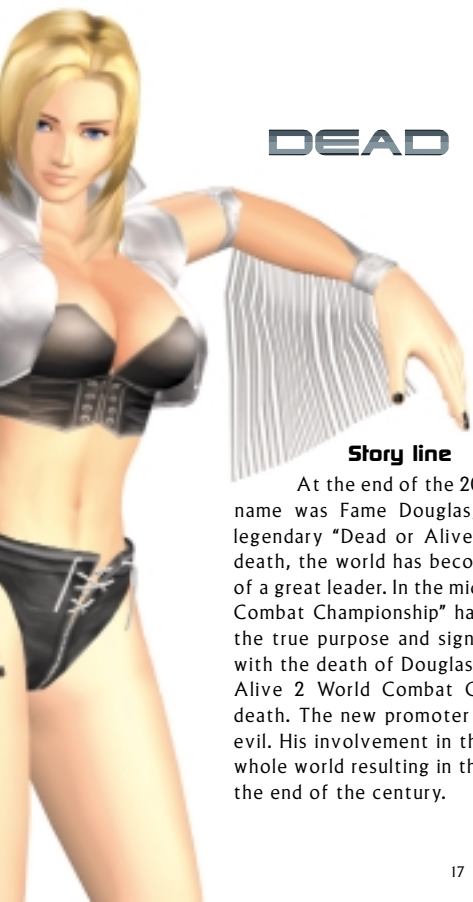 DEAD
Story line
At the end of the 20
name was Fame Douglas,
legendary “Dead or Alive
death, the world has beco
of a great leader. In the mid
Combat Championship” ha
the true purpose and sign
with the death of Douglas
Alive 2 World Combat C
death. The new promoter
evil. His involvement in th
whole world resulting in th
the end of the century.
17